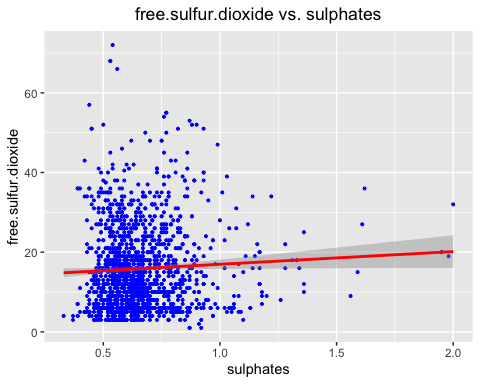 free.sulfur.dioxide vs. sulphates
free.sulfur.dioxide
60
40
20
0
0.5 1.0 1.5 2.0
sulphates